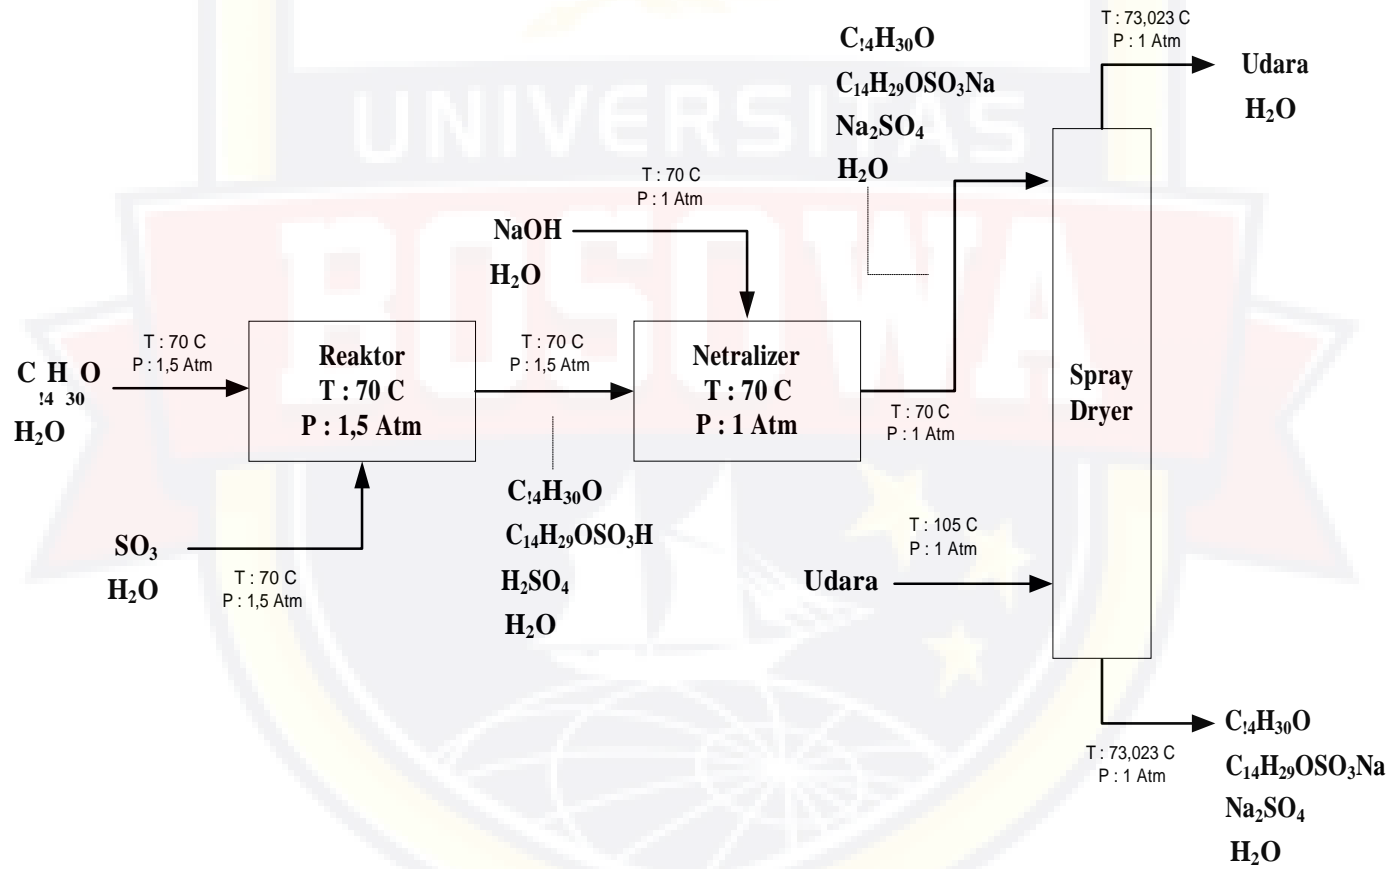 UNIVERSITAS
BOSOWA
T : 73,023 C
P : 1 Atm
Udara
H₂O
C!4H₃₀O
C₁₄H₂₉OSO₃Na
Na₂SO₄
H₂O
T : 70 C
P : 1 Atm
NaOH
H₂O
T : 70 C
P : 1,5 Atm
C H O
!4 30
H₂O
Reaktor
T : 70 C
P : 1,5 Atm
T : 70 C
P : 1,5 Atm
Netralizer
T : 70 C
P : 1 Atm
T : 70 C
P : 1 Atm
Spray
Dryer
SO₃
H₂O
T : 70 C
P : 1,5 Atm
C!4H₃₀O
C₁₄H₂₉OSO₃H
H₂SO₄
H₂O
T : 105 C
P : 1 Atm
Udara
T : 73,023 C
P : 1 Atm
C!4H₃₀O
C₁₄H₂₉OSO₃Na
Na₂SO₄
H₂O